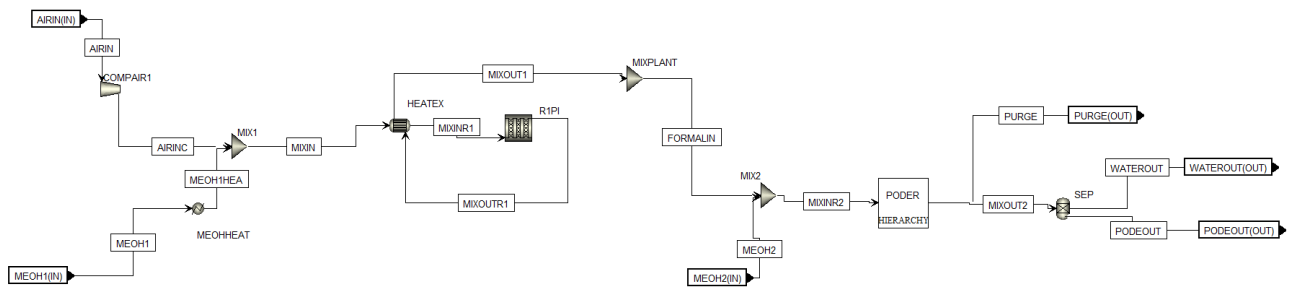 AIRIN(IN)
AIRIN
COMPAIR1
AIRINC
MIX1
MIXIN
MEOH1HEA
MEOH1
MEOHHEAT
MEOH1(IN)
HEATEX
MIXOUT1
MIXINR1
R1PI
MIXOUTR1
MIXPLANT
FORMALIN
MIX2
MIXINR2
MEOH2
MEOH2(IN)
PODER
HIERARCHY
PURGE
PURGE(OUT)
MIXOUT2
SEP
WATEROUT
WATEROUT(OUT)
PODEOUT
PODEOUT(OUT)